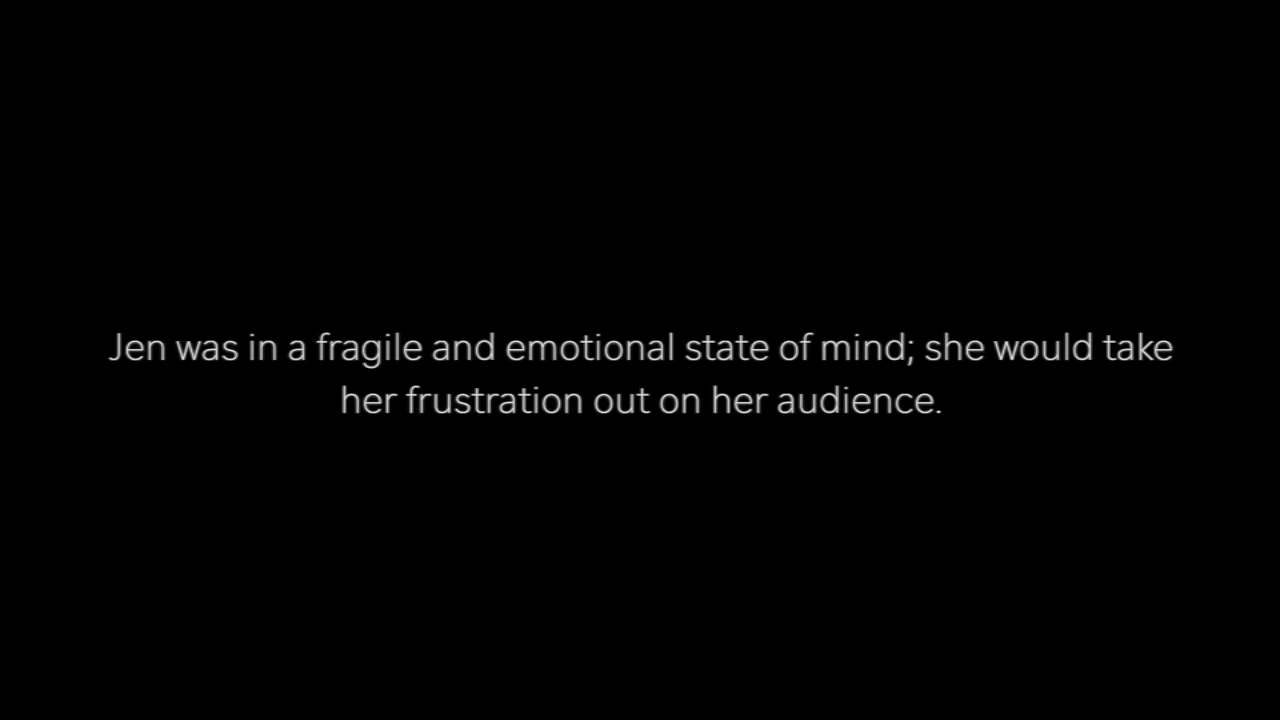 Jen was in a fragile and emotional state of mind; she would take
her frustration out on her audience.